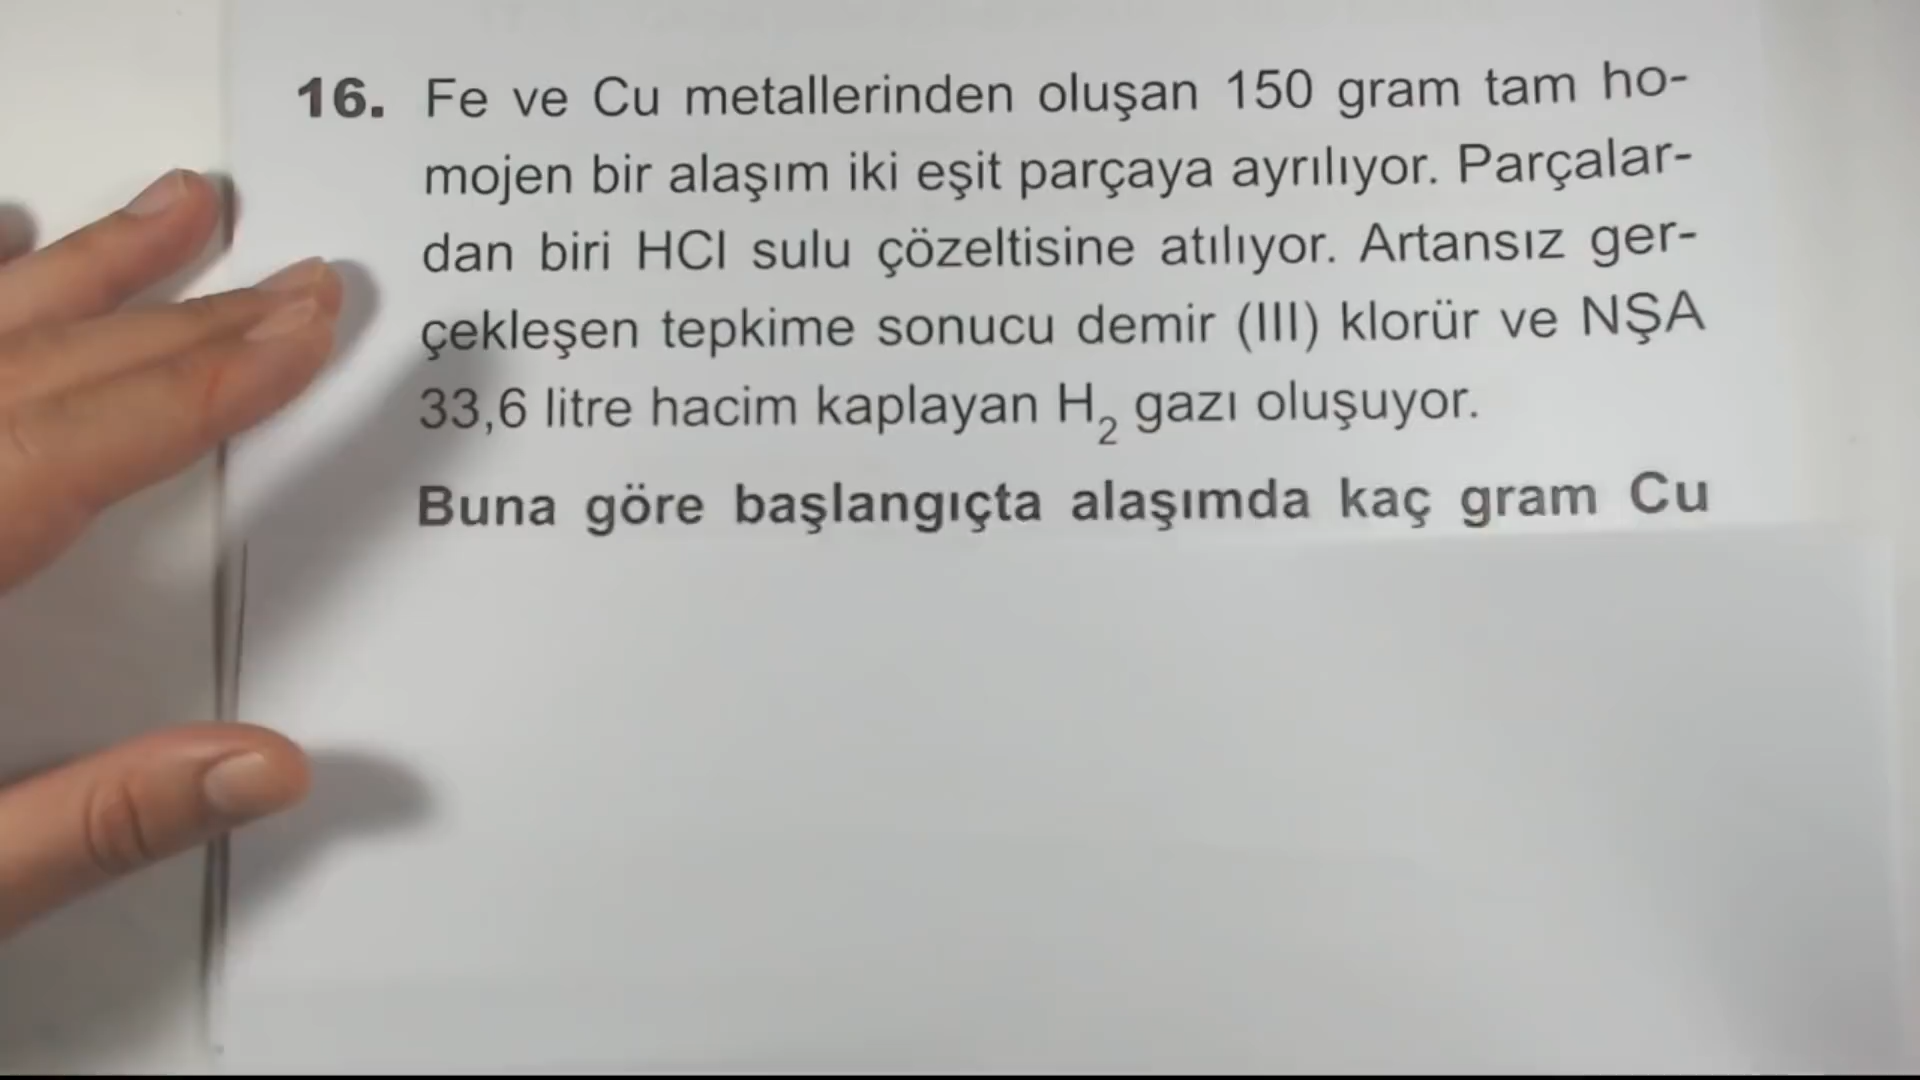 16. Fe ve Cu metallerinden oluşan 150 gram tam ho-
mojen bir alaşım iki eşit parçaya ayrılıyor. Parçalar-
dan biri HCl sulu çözeltisine atılıyor. Artansız ger-
çekleşen tepkime sonucu demir (III) klorür ve NŞA
33,6 litre hacim kaplayan H₂ gazı oluşuyor.
Buna göre başlangıçta alaşımda kaç gram Cu